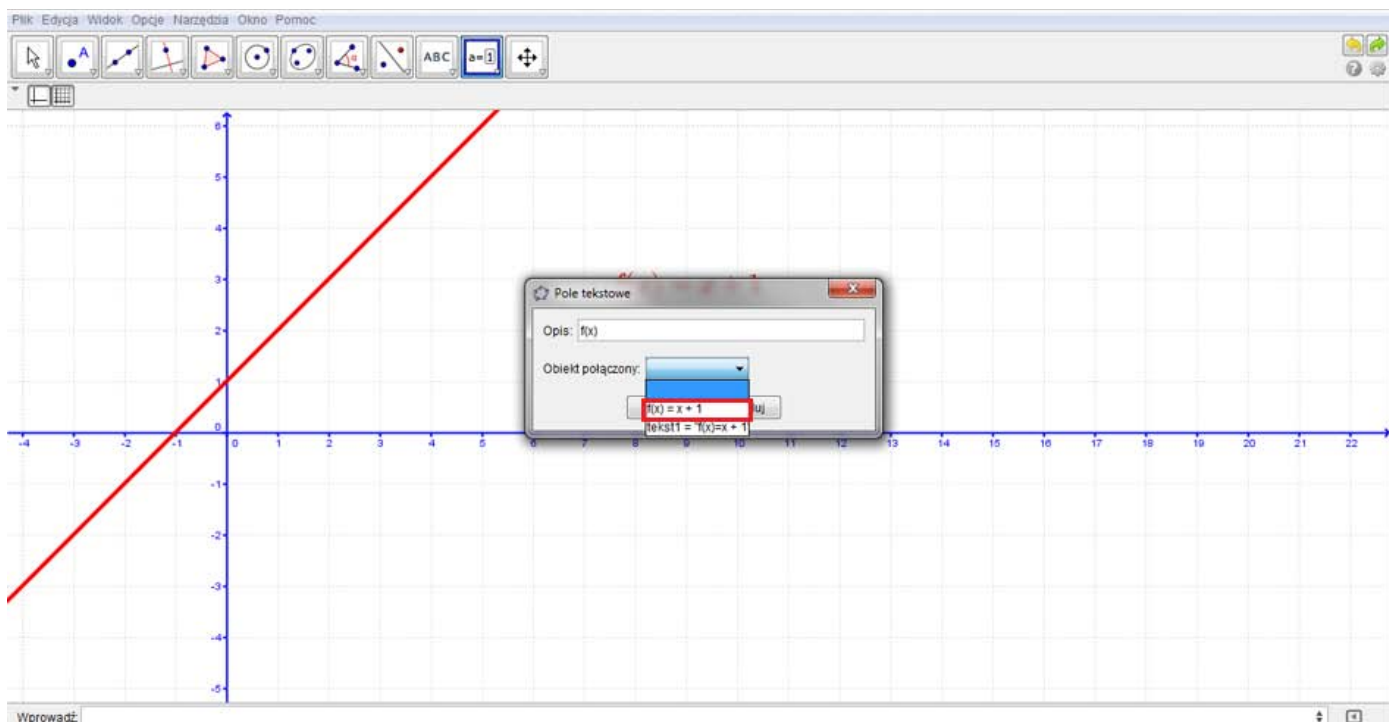 Plik Edycja Widok Opcje Narzędzia Okno Pomoc
A
α
ABC
a=1
6
5
4
3
2
1
0
-4 -3 -2 -1 0 1 2 3 4 5 6 7 8 9 10 11 12 13 14 15 16 17 18 19 20 21 22
-1
-2
-3
-4
-5
f(x) = x + 1
Pole tekstowe
Opis: f(x)
Obiekt połączony:
f(x) = x + 1
uj
tekst1 = "f(x)=x + 1
Wprowadź: